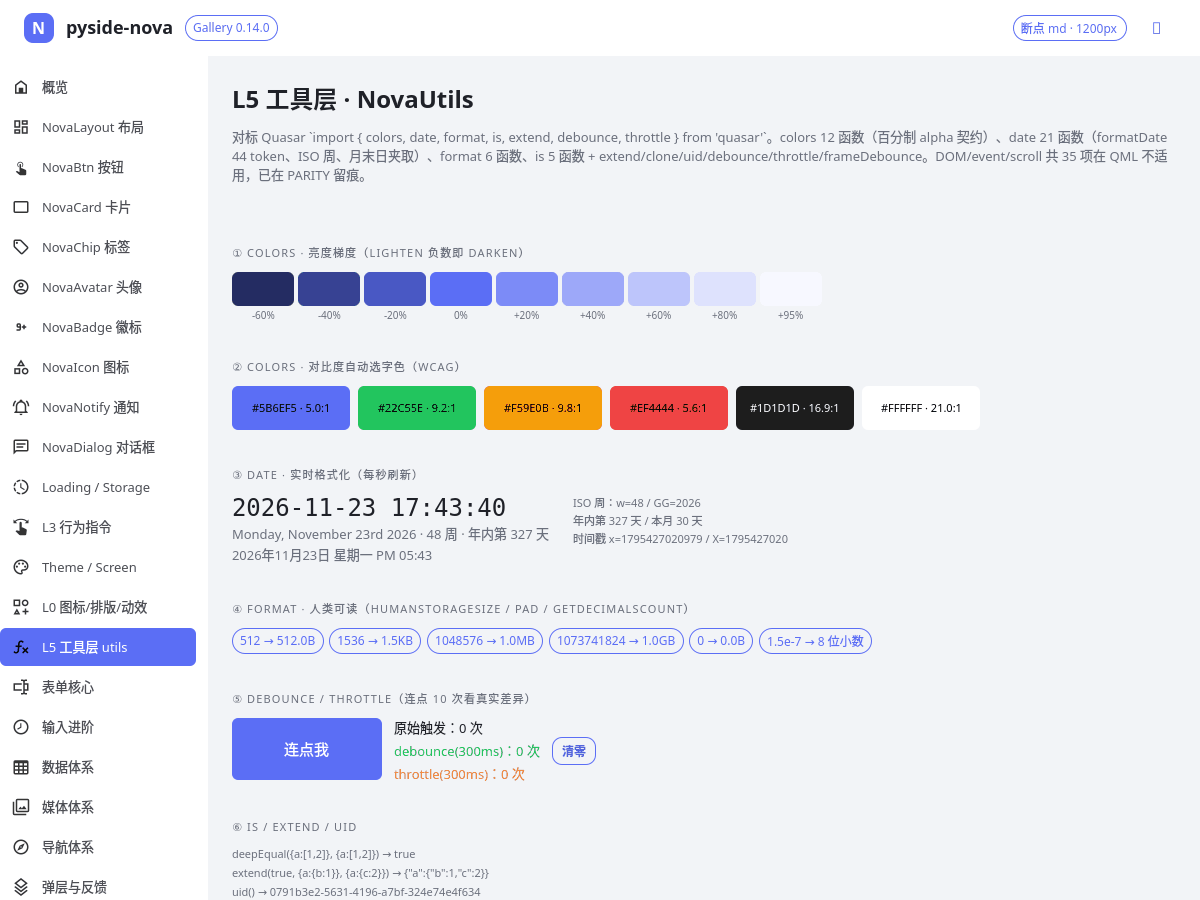 N pyside-nova Gallery 0.14.0 断点 md · 1200px
概览
NovaLayout 布局
NovaBtn 按钮
NovaCard 卡片
NovaChip 标签
NovaAvatar 头像
9+ NovaBadge 徽标
NovaIcon 图标
NovaNotify 通知
NovaDialog 对话框
Loading / Storage
L3 行为指令
Theme / Screen
L0 图标/排版/动效
L5 工具层 utils
表单核心
输入进阶
数据体系
媒体体系
导航体系
弹层与反馈
L5 工具层 · NovaUtils
对标 Quasar `import { colors, date, format, is, extend, debounce, throttle } from 'quasar'`。colors 12 函数（百分制 alpha 契约）、date 21 函数（formatDate
44 token、ISO 周、月末日夹取）、format 6 函数、is 5 函数 + extend/clone/uid/debounce/throttle/frameDebounce。DOM/event/scroll 共 35 项在 QML 不适
用，已在 PARITY 留痕。
① COLORS · 亮度梯度（LIGHTEN 负数即 DARKEN）
-60% -40% -20% 0% +20% +40% +60% +80% +95%
② COLORS · 对比度自动选字色（WCAG）
#5B6EF5 · 5.0:1 #22C55E · 9.2:1 #F59E0B · 9.8:1 #EF4444 · 5.6:1 #1D1D1D · 16.9:1 #FFFFFF · 21.0:1
③ DATE · 实时格式化（每秒刷新）
2026-11-23 17:43:40
Monday, November 23rd 2026 · 48 周 · 年内第 327 天
2026年11月23日 星期一 PM 05:43
ISO 周：w=48 / GG=2026
年内第 327 天 / 本月 30 天
时间戳 x=1795427020979 / X=1795427020
④ FORMAT · 人类可读（HUMANSTORAGESIZE / PAD / GETDECIMALSCOUNT）
512 → 512.0B 1536 → 1.5KB 1048576 → 1.0MB 1073741824 → 1.0GB 0 → 0.0B 1.5e-7 → 8 位小数
⑤ DEBOUNCE / THROTTLE（连点 10 次看真实差异）
连点我
原始触发：0 次
debounce(300ms)：0 次
throttle(300ms)：0 次
清零
⑥ IS / EXTEND / UID
deepEqual({a:[1,2]}, {a:[1,2]}) → true
extend(true, {a:{b:1}}, {a:{c:2}}) → {"a":{"b":1,"c":2}}
uid() → 0791b3e2-5631-4196-a7bf-324e74e4f634